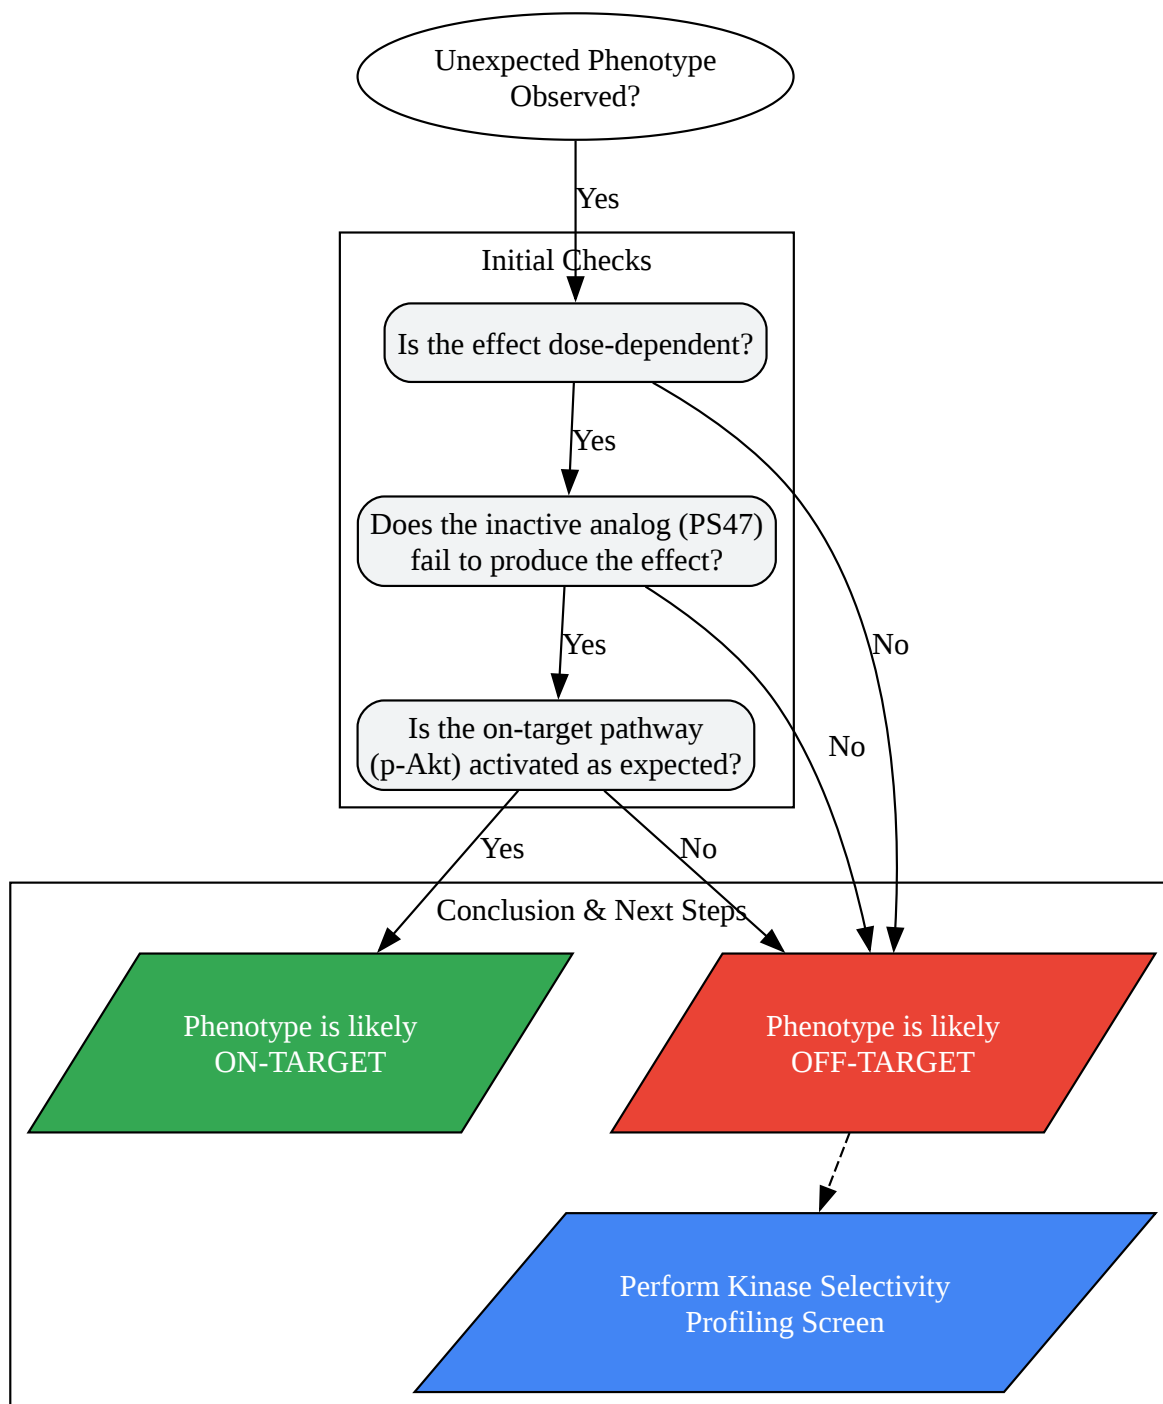 Unexpected Phenotype
Observed?
Yes
Initial Checks
Is the effect dose-dependent?
Yes
Does the inactive analog (PS47)
fail to produce the effect?
Yes
No
Is the on-target pathway
(p-Akt) activated as expected?
No
Yes
No
Conclusion & Next Steps
Phenotype is likely
ON-TARGET
Phenotype is likely
OFF-TARGET
Perform Kinase Selectivity
Profiling Screen